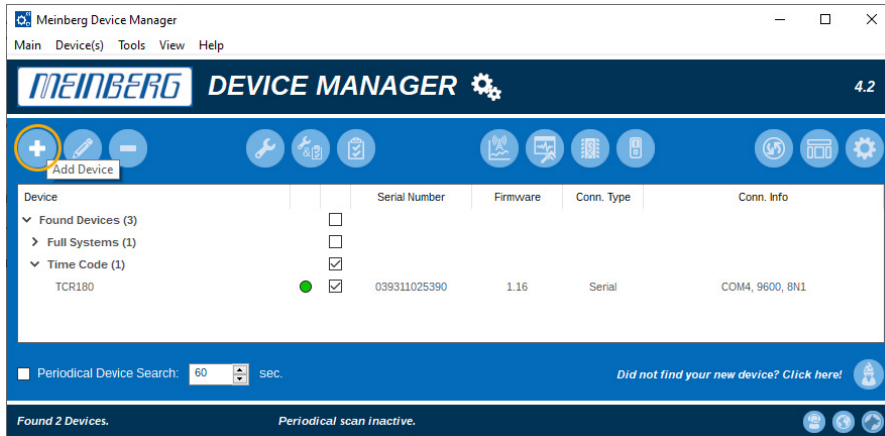 Meinberg Device Manager
Main Device(s) Tools View Help
MEINBERG DEVICE MANAGER 4.2
Add Device
Device Serial Number Firmware Conn. Type Conn. Info
Found Devices (3)
Full Systems (1)
Time Code (1)
TCR180 039311025390 1.16 Serial COM4, 9600, 8N1
Periodical Device Search: 60 sec. Did not find your new device? Click here!
Found 2 Devices. Periodical scan inactive.